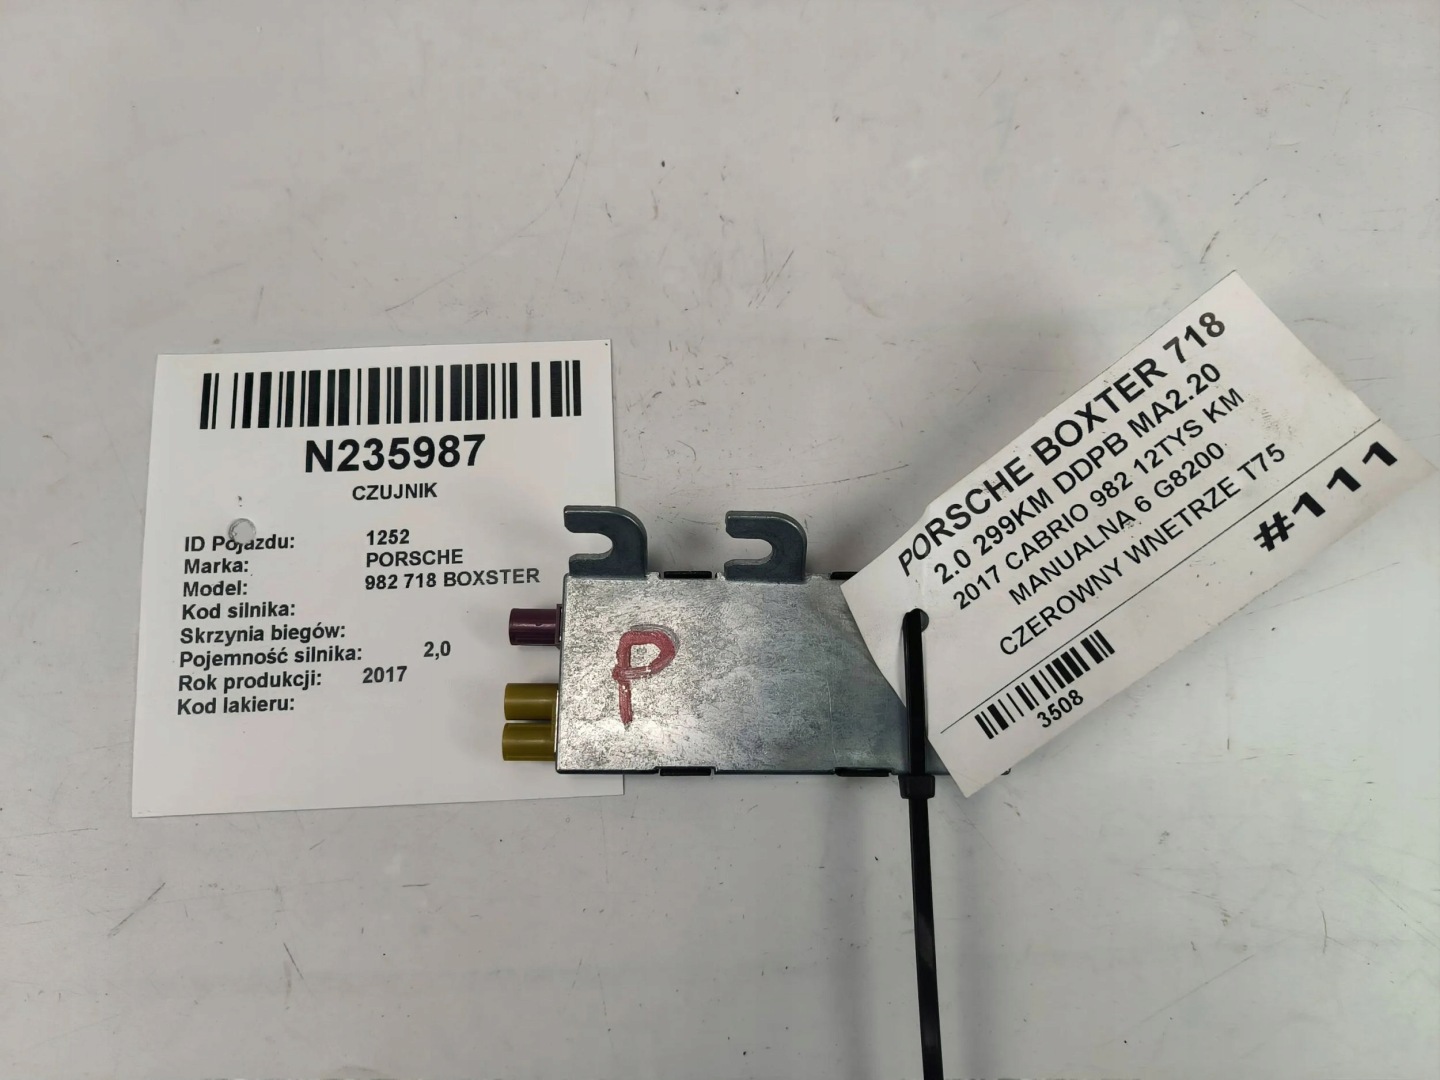 N235987
CZUJNIK
ID Pojazdu: 1252
Marka: PORSCHE
Model: 982 718 BOXSTER
Kod silnika:
Skrzynia biegów:
Pojemność silnika: 2,0
Rok produkcji: 2017
Kod lakieru:
P
PORSCHE BOXTER 718
2.0 299KM DDPB MA2.20
2017 CABRIO 982 12TYS KM
MANUALNA 6 G8200
CZEROWNY WNETRZE T75
#111
3508